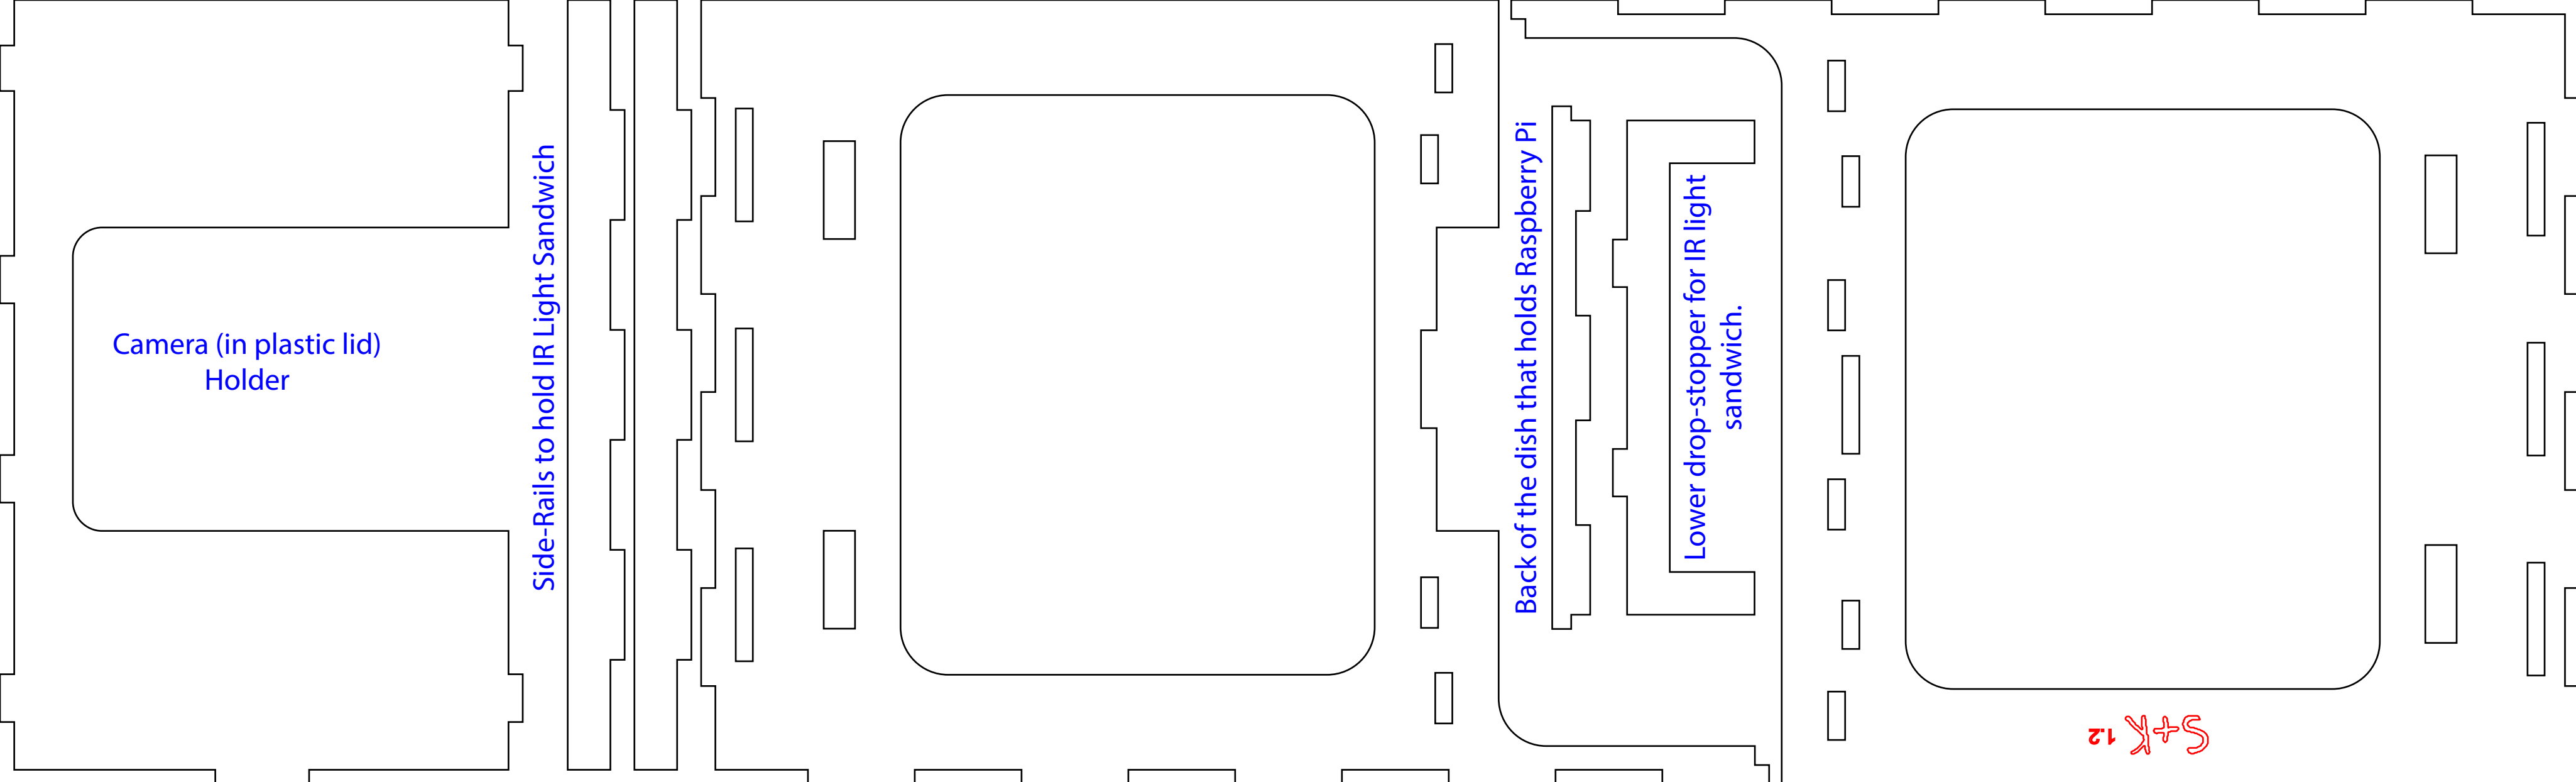 Camera (in plastic lid)
Holder
Side-Rails to hold IR Light Sandwich
Back of the dish that holds Raspberry Pi
Lower drop-stopper for IR light
sandwich.
S+K 1.2